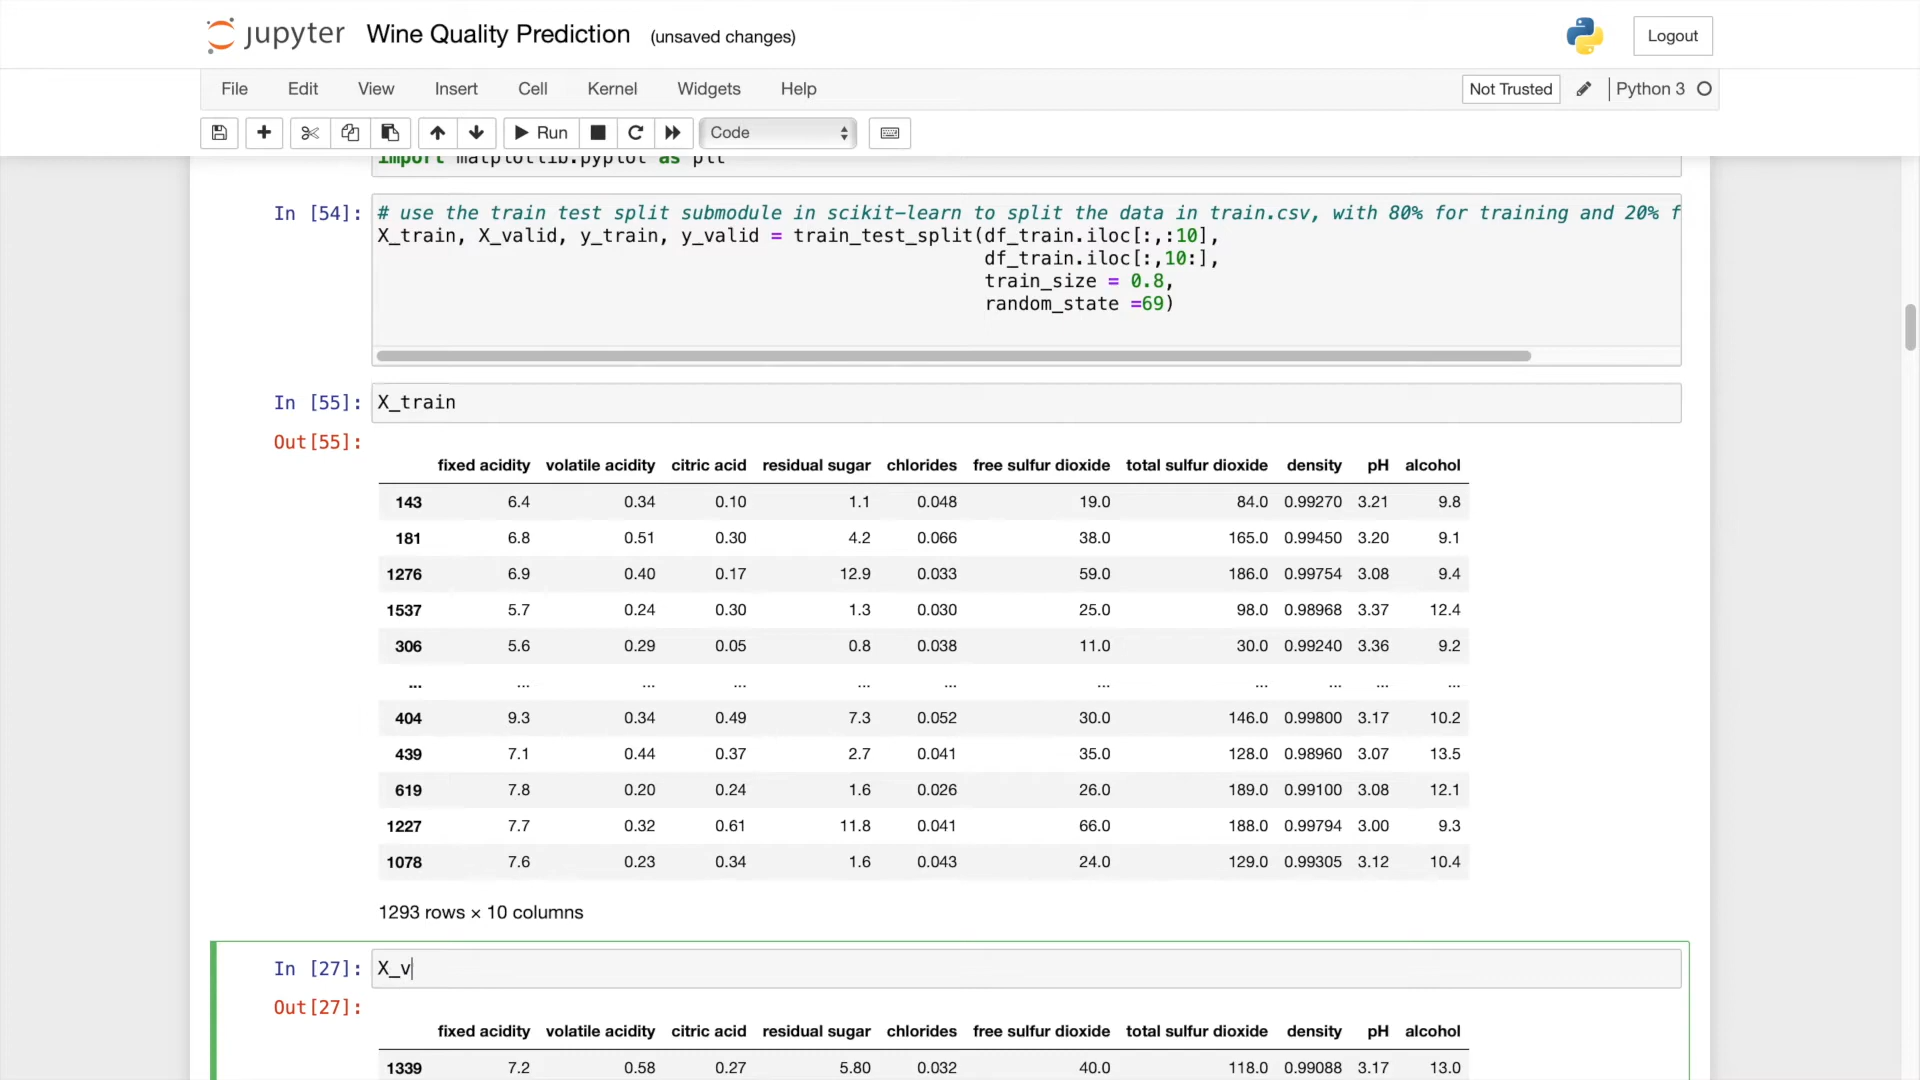 jupyter Wine Quality Prediction (unsaved changes) Logout
File Edit View Insert Cell Kernel Widgets Help Not Trusted Python 3
Run Code
import matplotlib.pyplot as plt
In [54]: # use the train test split submodule in scikit-learn to split the data in train.csv, with 80% for training and 20% f
X_train, X_valid, y_train, y_valid = train_test_split(df_train.iloc[:,:10],
df_train.iloc[:,10:],
train_size = 0.8,
random_state =69)
In [55]: X_train
Out[55]:
fixed acidity volatile acidity citric acid residual sugar chlorides free sulfur dioxide total sulfur dioxide density pH alcohol
143 6.4 0.34 0.10 1.1 0.048 19.0 84.0 0.99270 3.21 9.8
181 6.8 0.51 0.30 4.2 0.066 38.0 165.0 0.99450 3.20 9.1
1276 6.9 0.40 0.17 12.9 0.033 59.0 186.0 0.99754 3.08 9.4
1537 5.7 0.24 0.30 1.3 0.030 25.0 98.0 0.98968 3.37 12.4
306 5.6 0.29 0.05 0.8 0.038 11.0 30.0 0.99240 3.36 9.2
... ... ... ... ... ... ... ... ... ... ...
404 9.3 0.34 0.49 7.3 0.052 30.0 146.0 0.99800 3.17 10.2
439 7.1 0.44 0.37 2.7 0.041 35.0 128.0 0.98960 3.07 13.5
619 7.8 0.20 0.24 1.6 0.026 26.0 189.0 0.99100 3.08 12.1
1227 7.7 0.32 0.61 11.8 0.041 66.0 188.0 0.99794 3.00 9.3
1078 7.6 0.23 0.34 1.6 0.043 24.0 129.0 0.99305 3.12 10.4
1293 rows × 10 columns
In [27]: X_v
Out[27]:
fixed acidity volatile acidity citric acid residual sugar chlorides free sulfur dioxide total sulfur dioxide density pH alcohol
1339 7.2 0.58 0.27 5.80 0.032 40.0 118.0 0.99088 3.17 13.0